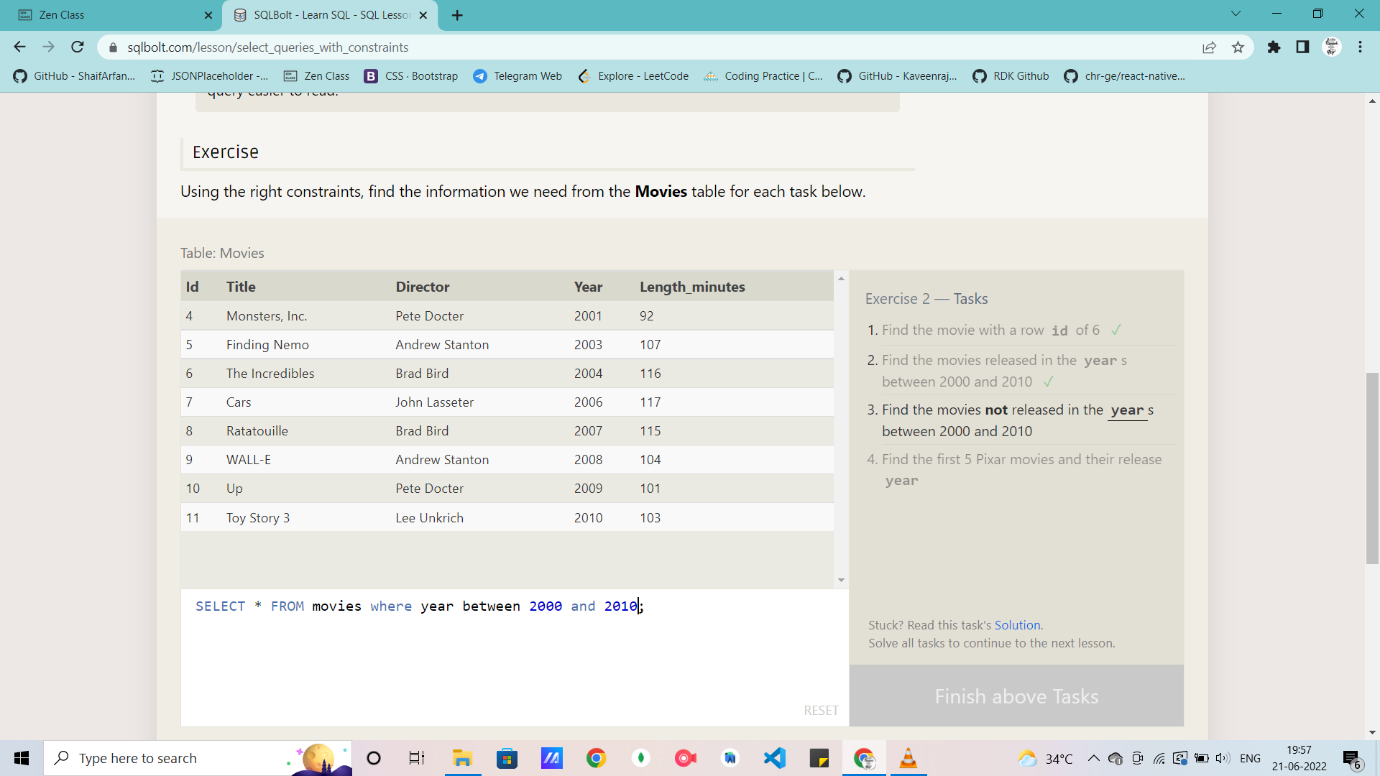 Zen Class
SQLBolt - Learn SQL - SQL Lesson
sqlbolt.com/lesson/select_queries_with_constraints
GitHub - ShaifArfan... JSONPlaceholder -... Zen Class CSS · Bootstrap Telegram Web Explore - LeetCode Coding Practice | C... GitHub - Kaveenraj... RDK Github chr-ge/react-native...
query easier to read.
Exercise
Using the right constraints, find the information we need from the Movies table for each task below.
Table: Movies
Id Title Director Year Length_minutes
4 Monsters, Inc. Pete Docter 2001 92
5 Finding Nemo Andrew Stanton 2003 107
6 The Incredibles Brad Bird 2004 116
7 Cars John Lasseter 2006 117
8 Ratatouille Brad Bird 2007 115
9 WALL-E Andrew Stanton 2008 104
10 Up Pete Docter 2009 101
11 Toy Story 3 Lee Unkrich 2010 103
SELECT * FROM movies where year between 2000 and 2010;
RESET
Exercise 2 — Tasks
1. Find the movie with a row id of 6 ✓
2. Find the movies released in the year s
between 2000 and 2010 ✓
3. Find the movies not released in the year s
between 2000 and 2010
4. Find the first 5 Pixar movies and their release
year
Stuck? Read this task's Solution.
Solve all tasks to continue to the next lesson.
Finish above Tasks
Type here to search
34°C
ENG
19:57
21-06-2022
6